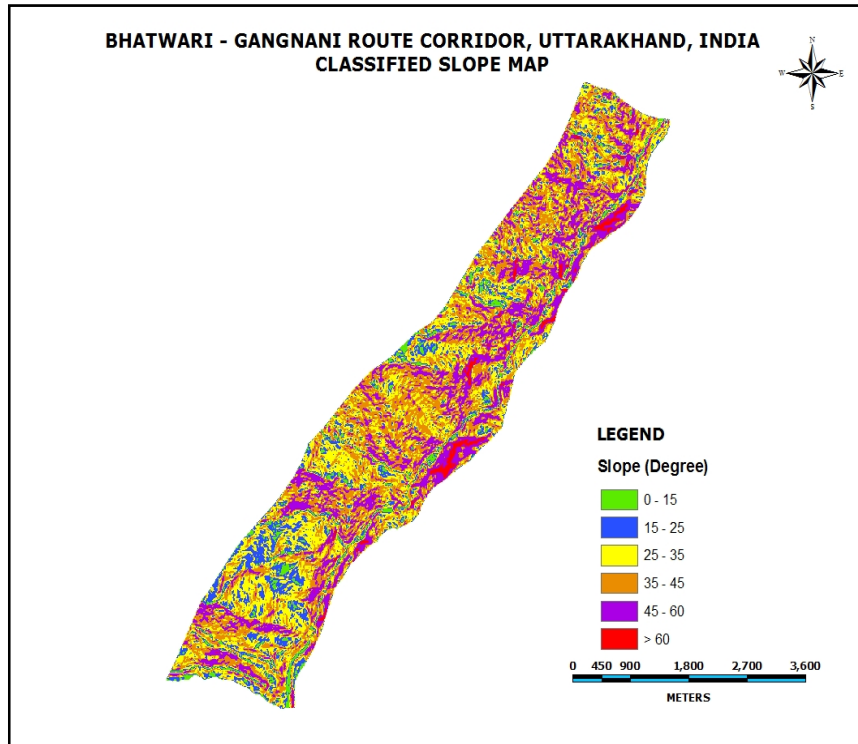 BHATWARI - GANGNANI ROUTE CORRIDOR, UTTARAKHAND, INDIA
CLASSIFIED SLOPE MAP
N
W E
S
LEGEND
Slope (Degree)
0 - 15
15 - 25
25 - 35
35 - 45
45 - 60
> 60
0 450 900 1,800 2,700 3,600
METERS